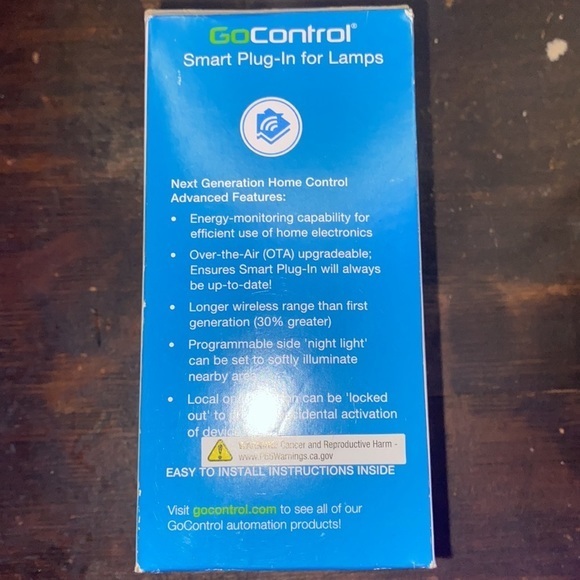 GoControl®
Smart Plug-In for Lamps
Next Generation Home Control
Advanced Features:
• Energy-monitoring capability for
efficient use of home electronics
• Over-the-Air (OTA) upgradeable;
Ensures Smart Plug-In will always
be up-to-date!
• Longer wireless range than first
generation (30% greater)
• Programmable side 'night light'
can be set to softly illuminate
nearby
• Local can be 'locked
out' to accidental activation
of
Cancer and Reproductive Harm -
www.P65Warnings.ca.gov
EASY TO INSTALL INSTRUCTIONS INSIDE
Visit gocontrol.com to see all of our
GoControl automation products!